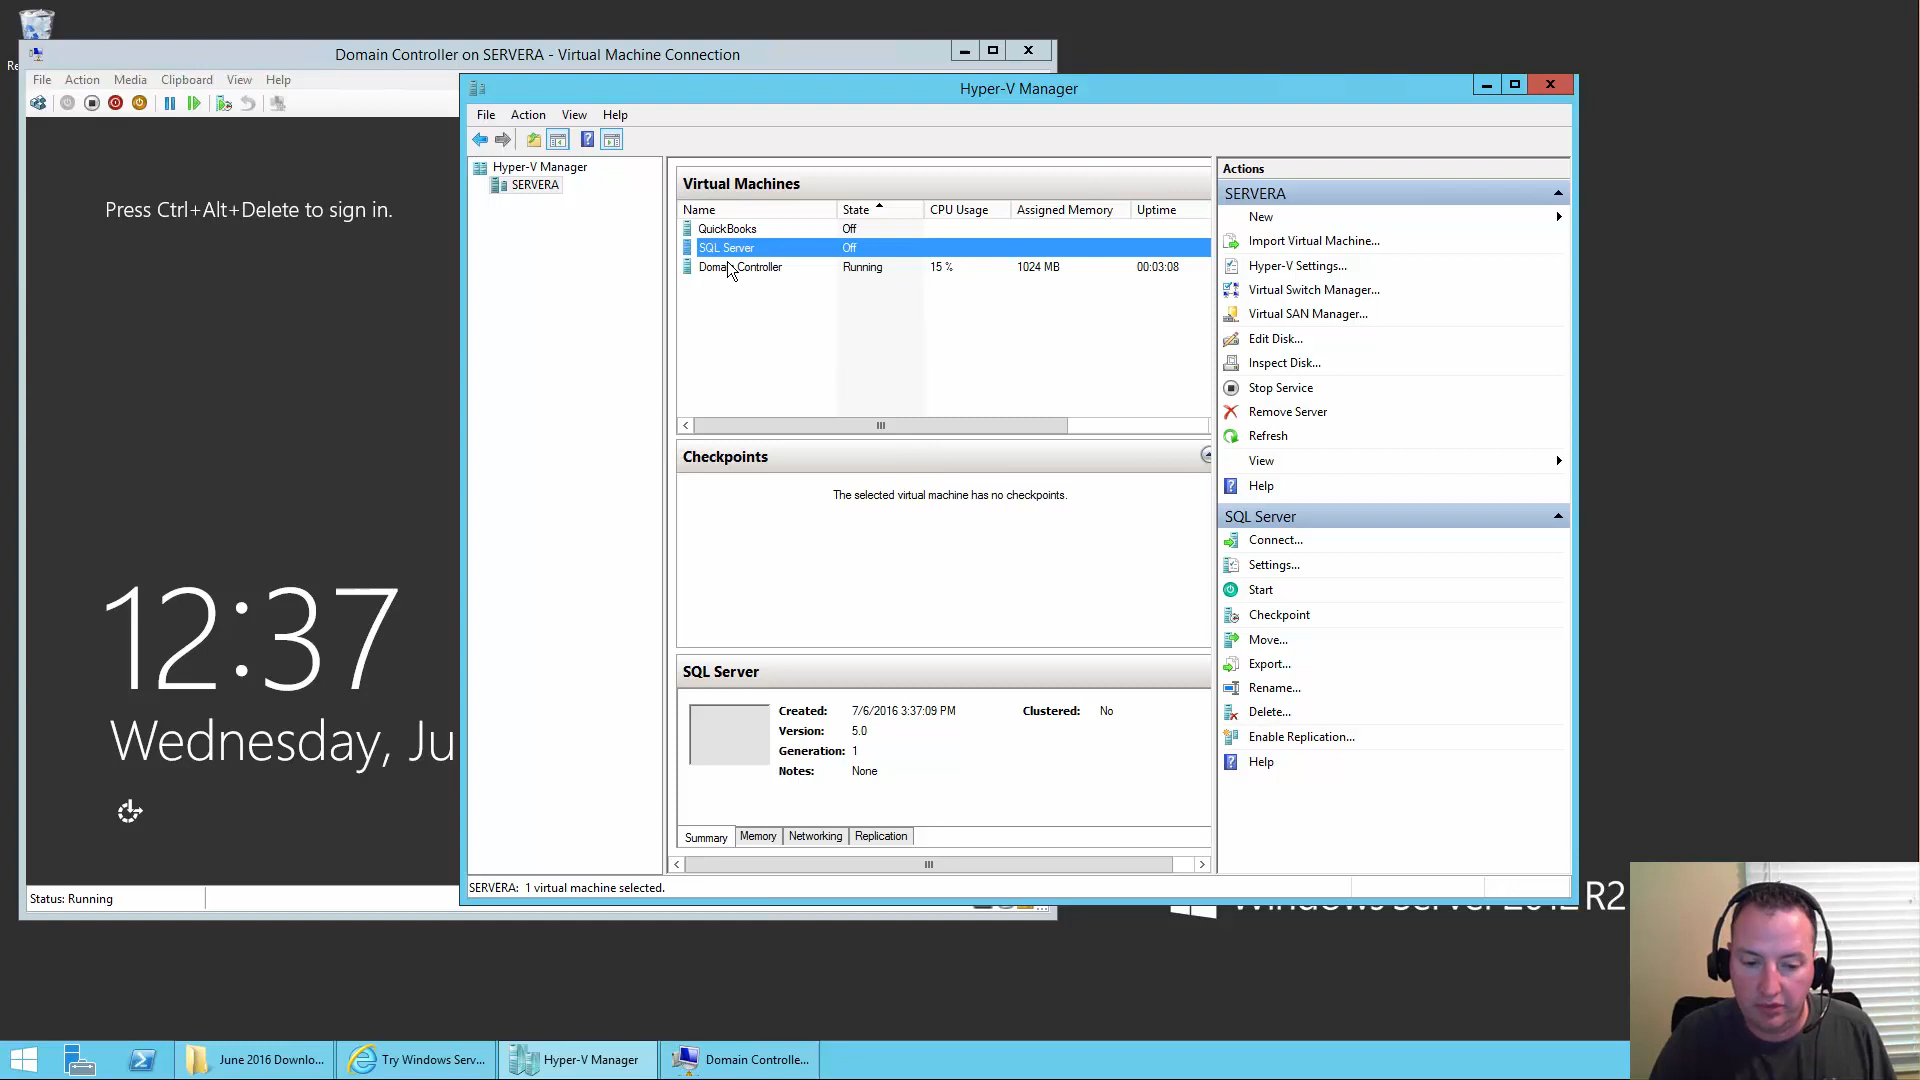 Re
Domain Controller on SERVERA - Virtual Machine Connection
File Action Media Clipboard View Help
Press Ctrl+Alt+Delete to sign in.
12:37
Wednesday, Ju
Status: Running
Hyper-V Manager
File Action View Help
Hyper-V Manager
SERVERA
Virtual Machines
Name State CPU Usage Assigned Memory Uptime
QuickBooks Off
SQL Server Off
Domain Controller Running 15 % 1024 MB 00:03:08
Checkpoints
The selected virtual machine has no checkpoints.
SQL Server
Created: 7/6/2016 3:37:09 PM Clustered: No
Version: 5.0
Generation: 1
Notes: None
Summary Memory Networking Replication
SERVERA: 1 virtual machine selected.
Actions
SERVERA
New
Import Virtual Machine...
Hyper-V Settings...
Virtual Switch Manager...
Virtual SAN Manager...
Edit Disk...
Inspect Disk...
Stop Service
Remove Server
Refresh
View
Help
SQL Server
Connect...
Settings...
Start
Checkpoint
Move...
Export...
Rename...
Delete...
Enable Replication...
Help
Windows Server 2012 R2
June 2016 Downlo...
Try Windows Serv...
Hyper-V Manager
Domain Controlle...